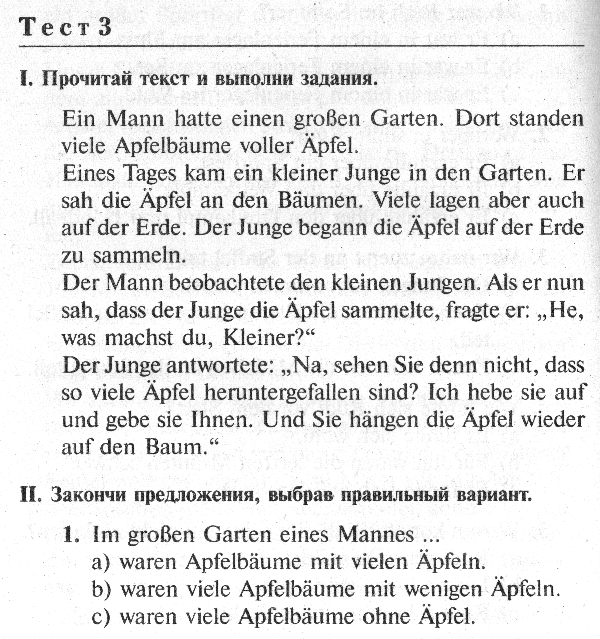 Тест 3
I. Прочитай текст и выполни задания.
Ein Mann hatte einen großen Garten. Dort standen
viele Apfelbäume voller Äpfel.
Eines Tages kam ein kleiner Junge in den Garten. Er
sah die Äpfel an den Bäumen. Viele lagen aber auch
auf der Erde. Der Junge begann die Äpfel auf der Erde
zu sammeln.
Der Mann beobachtete den kleinen Jungen. Als er nun
sah, dass der Junge die Äpfel sammelte, fragte er: „He,
was machst du, Kleiner?“
Der Junge antwortete: „Na, sehen Sie denn nicht, dass
so viele Äpfel heruntergefallen sind? Ich hebe sie auf
und gebe sie Ihnen. Und Sie hängen die Äpfel wieder
auf den Baum.“
II. Закончи предложения, выбрав правильный вариант.
1. Im großen Garten eines Mannes ...
a) waren Apfelbäume mit vielen Äpfeln.
b) waren viele Apfelbäume mit wenigen Äpfeln.
c) waren viele Apfelbäume ohne Äpfel.